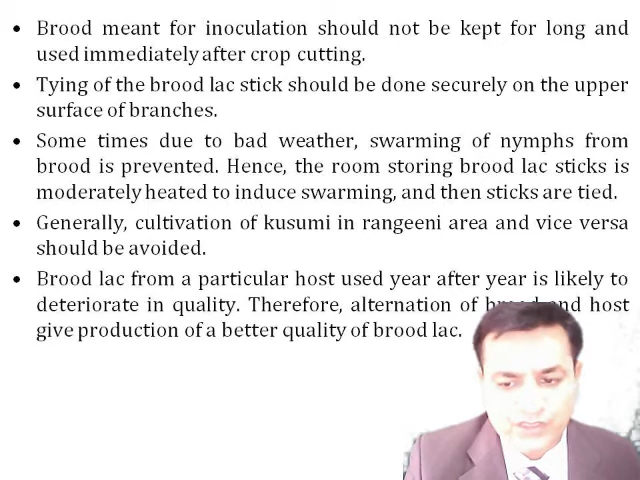 • Brood meant for inoculation should not be kept for long and
used immediately after crop cutting.
• Tying of the brood lac stick should be done securely on the upper
surface of branches.
• Some times due to bad weather, swarming of nymphs from
brood is prevented. Hence, the room storing brood lac sticks is
moderately heated to induce swarming, and then sticks are tied.
• Generally, cultivation of kusumi in rangeeni area and vice versa
should be avoided.
• Brood lac from a particular host used year after year is likely to
deteriorate in quality. Therefore, alternation of brood and host
give production of a better quality of brood lac.